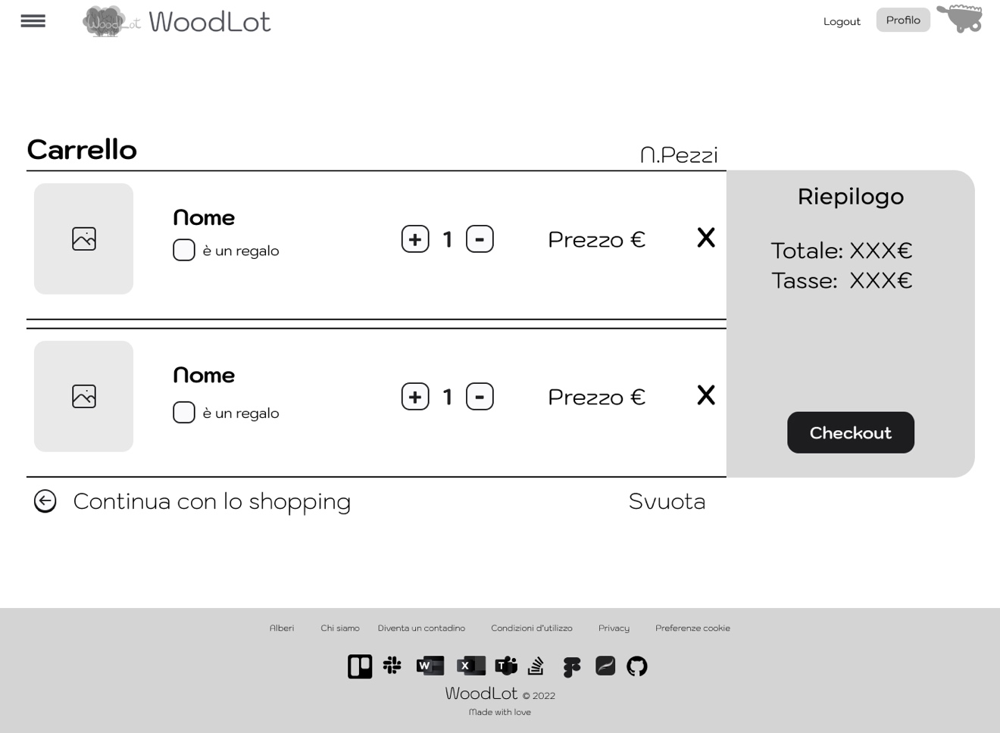 WoodLot WoodLot Logout Profilo
Carrello N.Pezzi
Nome
è un regalo
+ 1 - Prezzo € X
Nome
è un regalo
+ 1 - Prezzo € X
Riepilogo
Totale: XXX€
Tasse: XXX€
Checkout
Continua con lo shopping Svuota
Alberi Chi siamo Diventa un contadino Condizioni d'utilizzo Privacy Preferenze cookie
W X T
WoodLot © 2022
Made with love